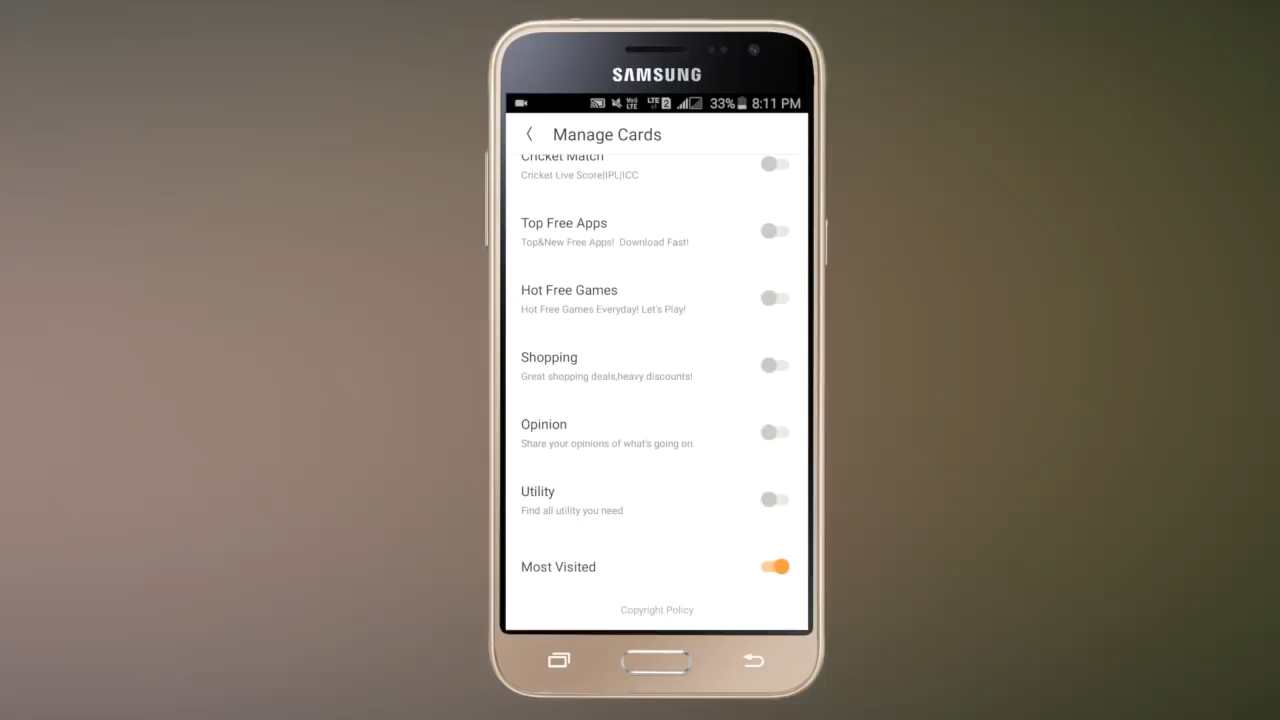 SAMSUNG
VoD LTE LTE 2 33% 8:11 PM
Manage Cards
Cricket Match
Cricket Live Score|IPL|ICC
Top Free Apps
Top&New Free Apps! Download Fast!
Hot Free Games
Hot Free Games Everyday! Let's Play!
Shopping
Great shopping deals,heavy discounts!
Opinion
Share your opinions of what's going on.
Utility
Find all utility you need
Most Visited
Copyright Policy